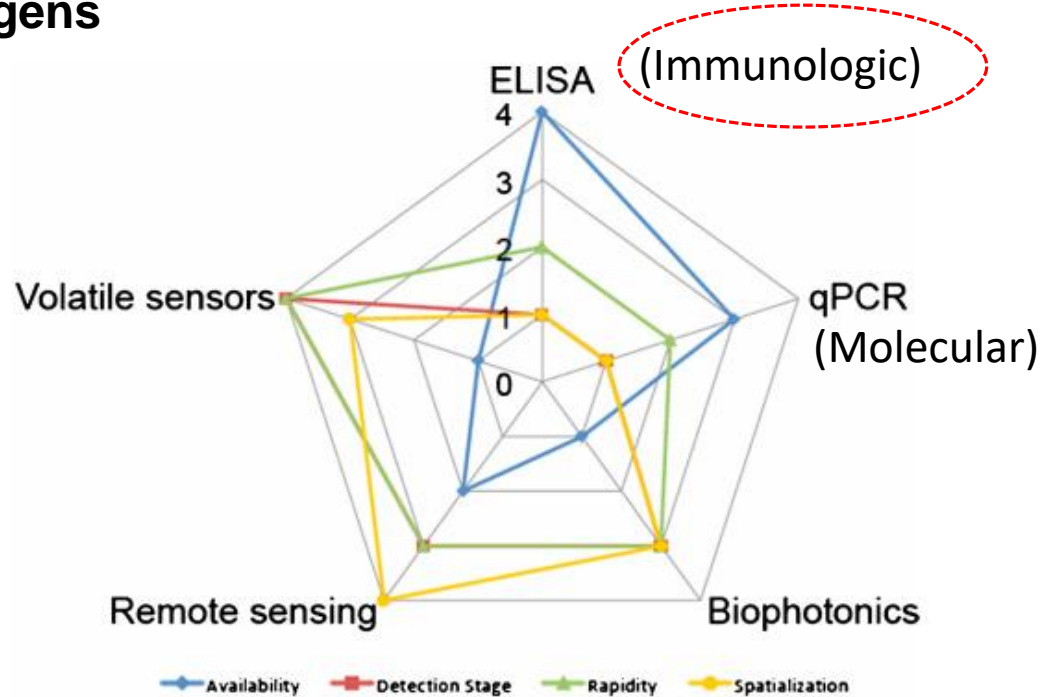 gens
ELISA (Immunologic)
4
3
2
1
0
Volatile sensors
qPCR
(Molecular)
Remote sensing
Biophotonics
Availability Detection Stage Rapidity Spatialization